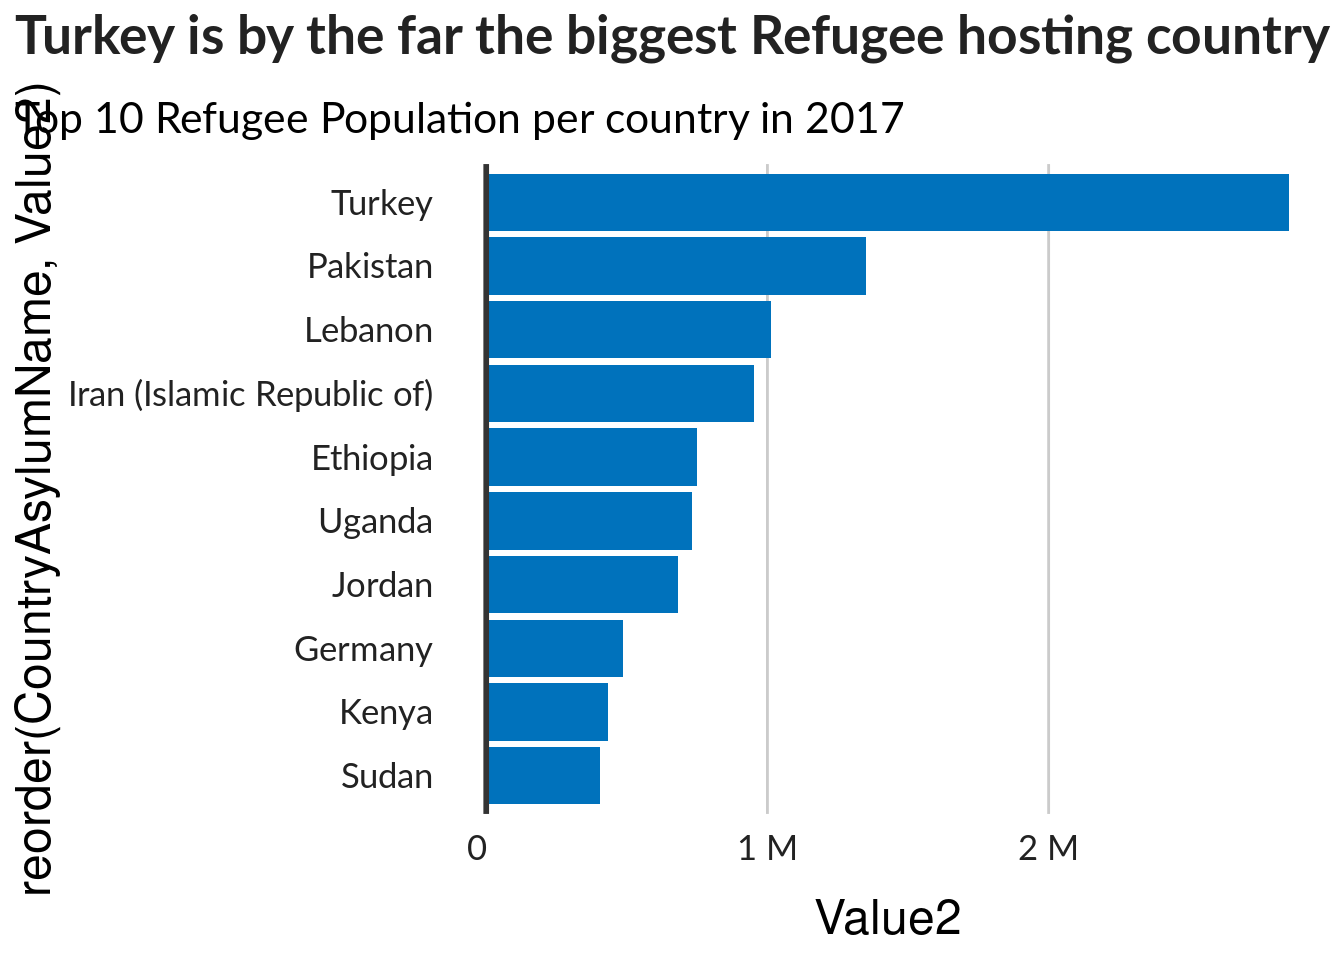 Turkey is by the far the biggest Refugee hosting country
Top 10 Refugee Population per country in 2017
reorder(CountryAsylumName, Value2)
Turkey
Pakistan
Lebanon
Iran (Islamic Republic of)
Ethiopia
Uganda
Jordan
Germany
Kenya
Sudan
0 1 M 2 M
Value2